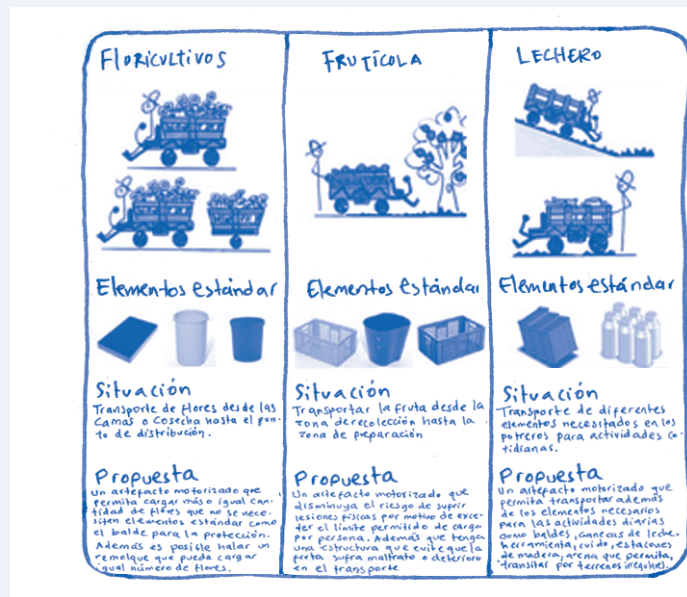 FLORICULTIVOS
Elementos estándar
Situación
Transporte de flores desde las
Camas o Cosecha hasta el pun-
to de distribución.
Propuesta
Un artefacto motorizado que
permita cargar más o igual can-
tidad de flores que no se nece-
siten elementos estándar como
el balde para la protección.
Además es posible halar un
remolque que pueda cargar
igual número de flores.
FRUTÍCOLA
Elementos estándar
Situación
Transportar la fruta desde la
zona de recolección hasta la
zona de preparación
Propuesta
Un artefacto motorizado que
disminuya el riesgo de sufrir
lesiones físicas por motivo de exce-
der el límite permitido de carga
por persona. Además que tenga
una estructura que evite que la
fruta sufra maltrato o deterioro
en el transporte
LECHERO
Elementos estándar
Situación
Transporte de diferentes
elementos necesitados en los
potreros para actividades co-
tidianas.
Propuesta
Un artefacto motorizado que
permita transportar además
de los elementos necesarios
para las actividades diarias
como baldes, canecas de leche,
herramienta, cuido, estacones
de madera, arena que permita,
transitar por terrenos irregulares.